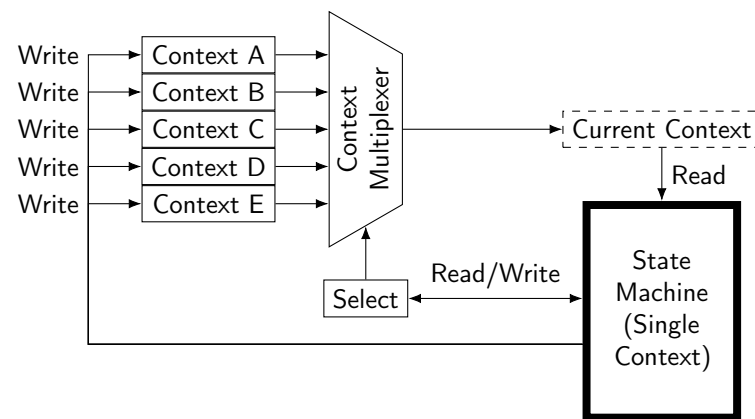 Write
Context A
Write
Context B
Write
Context C
Write
Context D
Write
Context E
Context
Multiplexer
Current Context
Read
Select
Read/Write
State
Machine
(Single
Context)